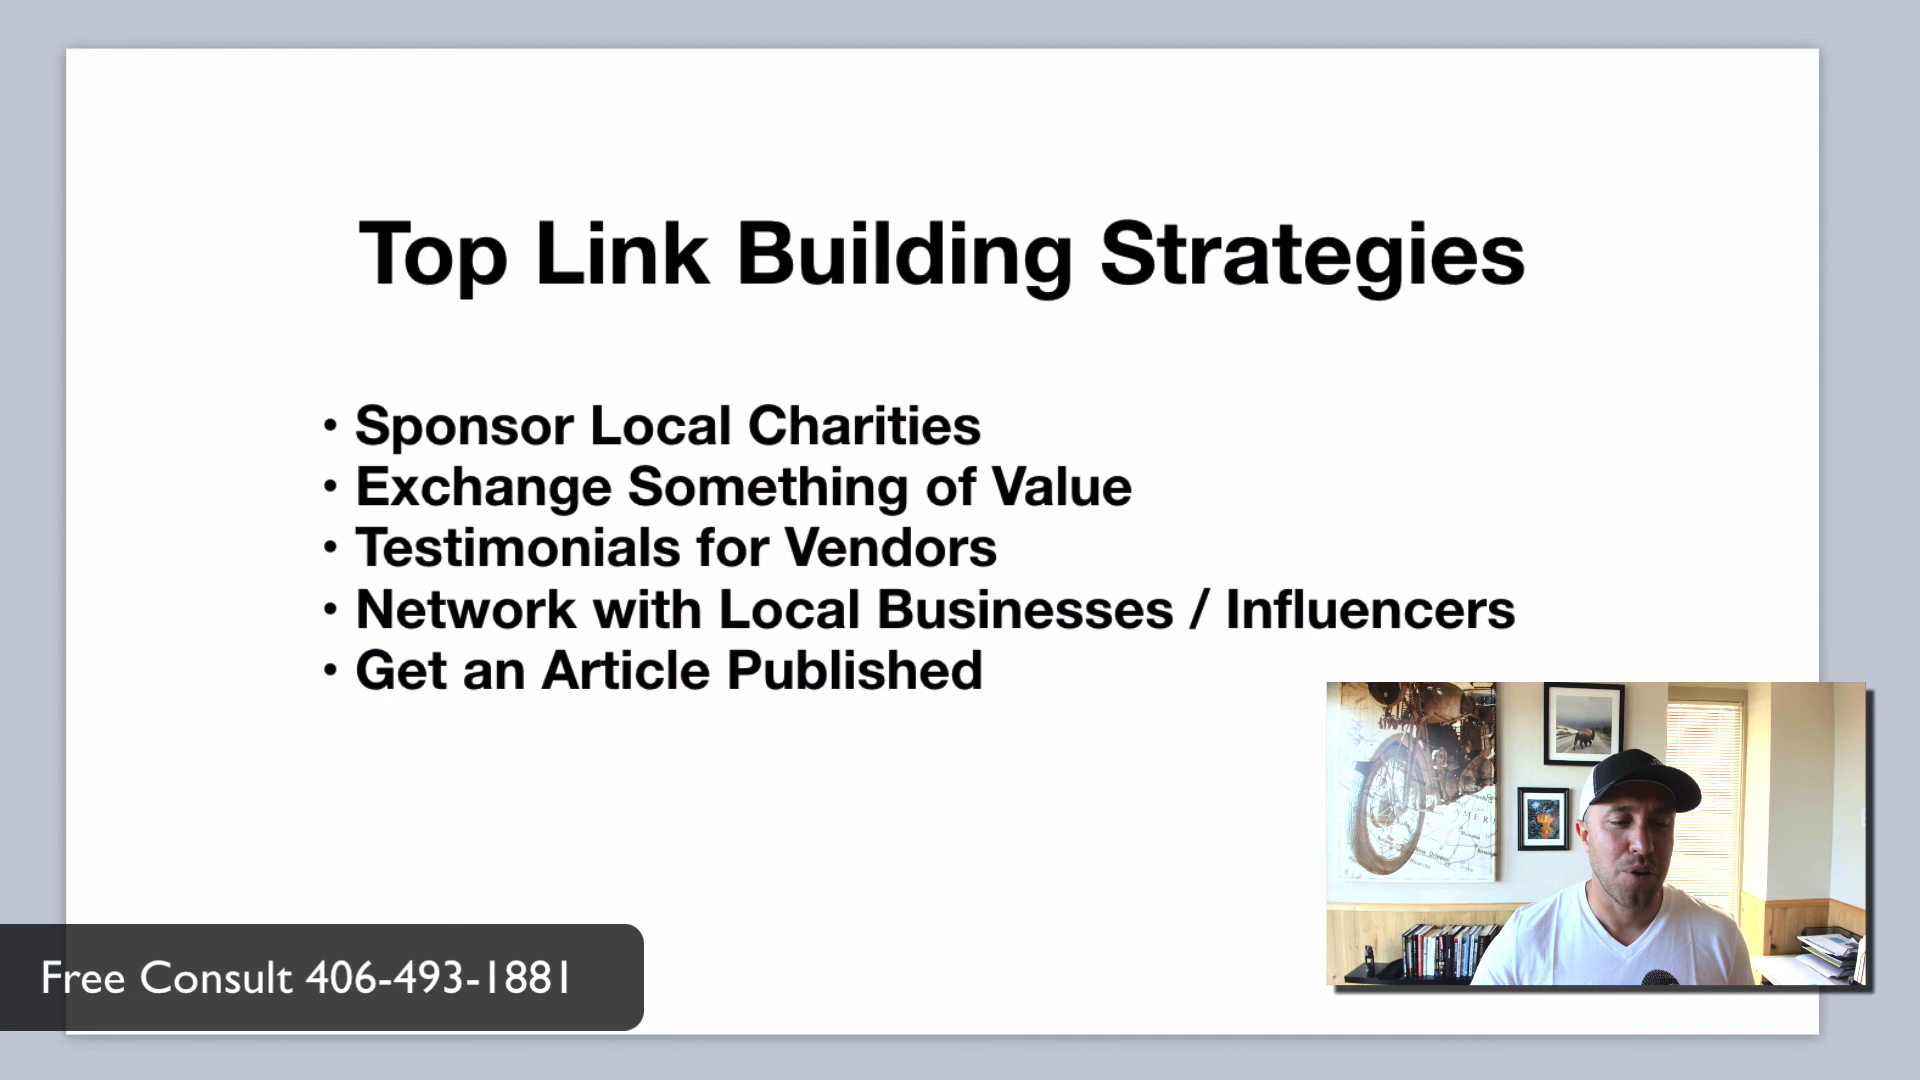 Top Link Building Strategies
• Sponsor Local Charities
• Exchange Something of Value
• Testimonials for Vendors
• Network with Local Businesses / Influencers
• Get an Article Published
Free Consult 406-493-1881